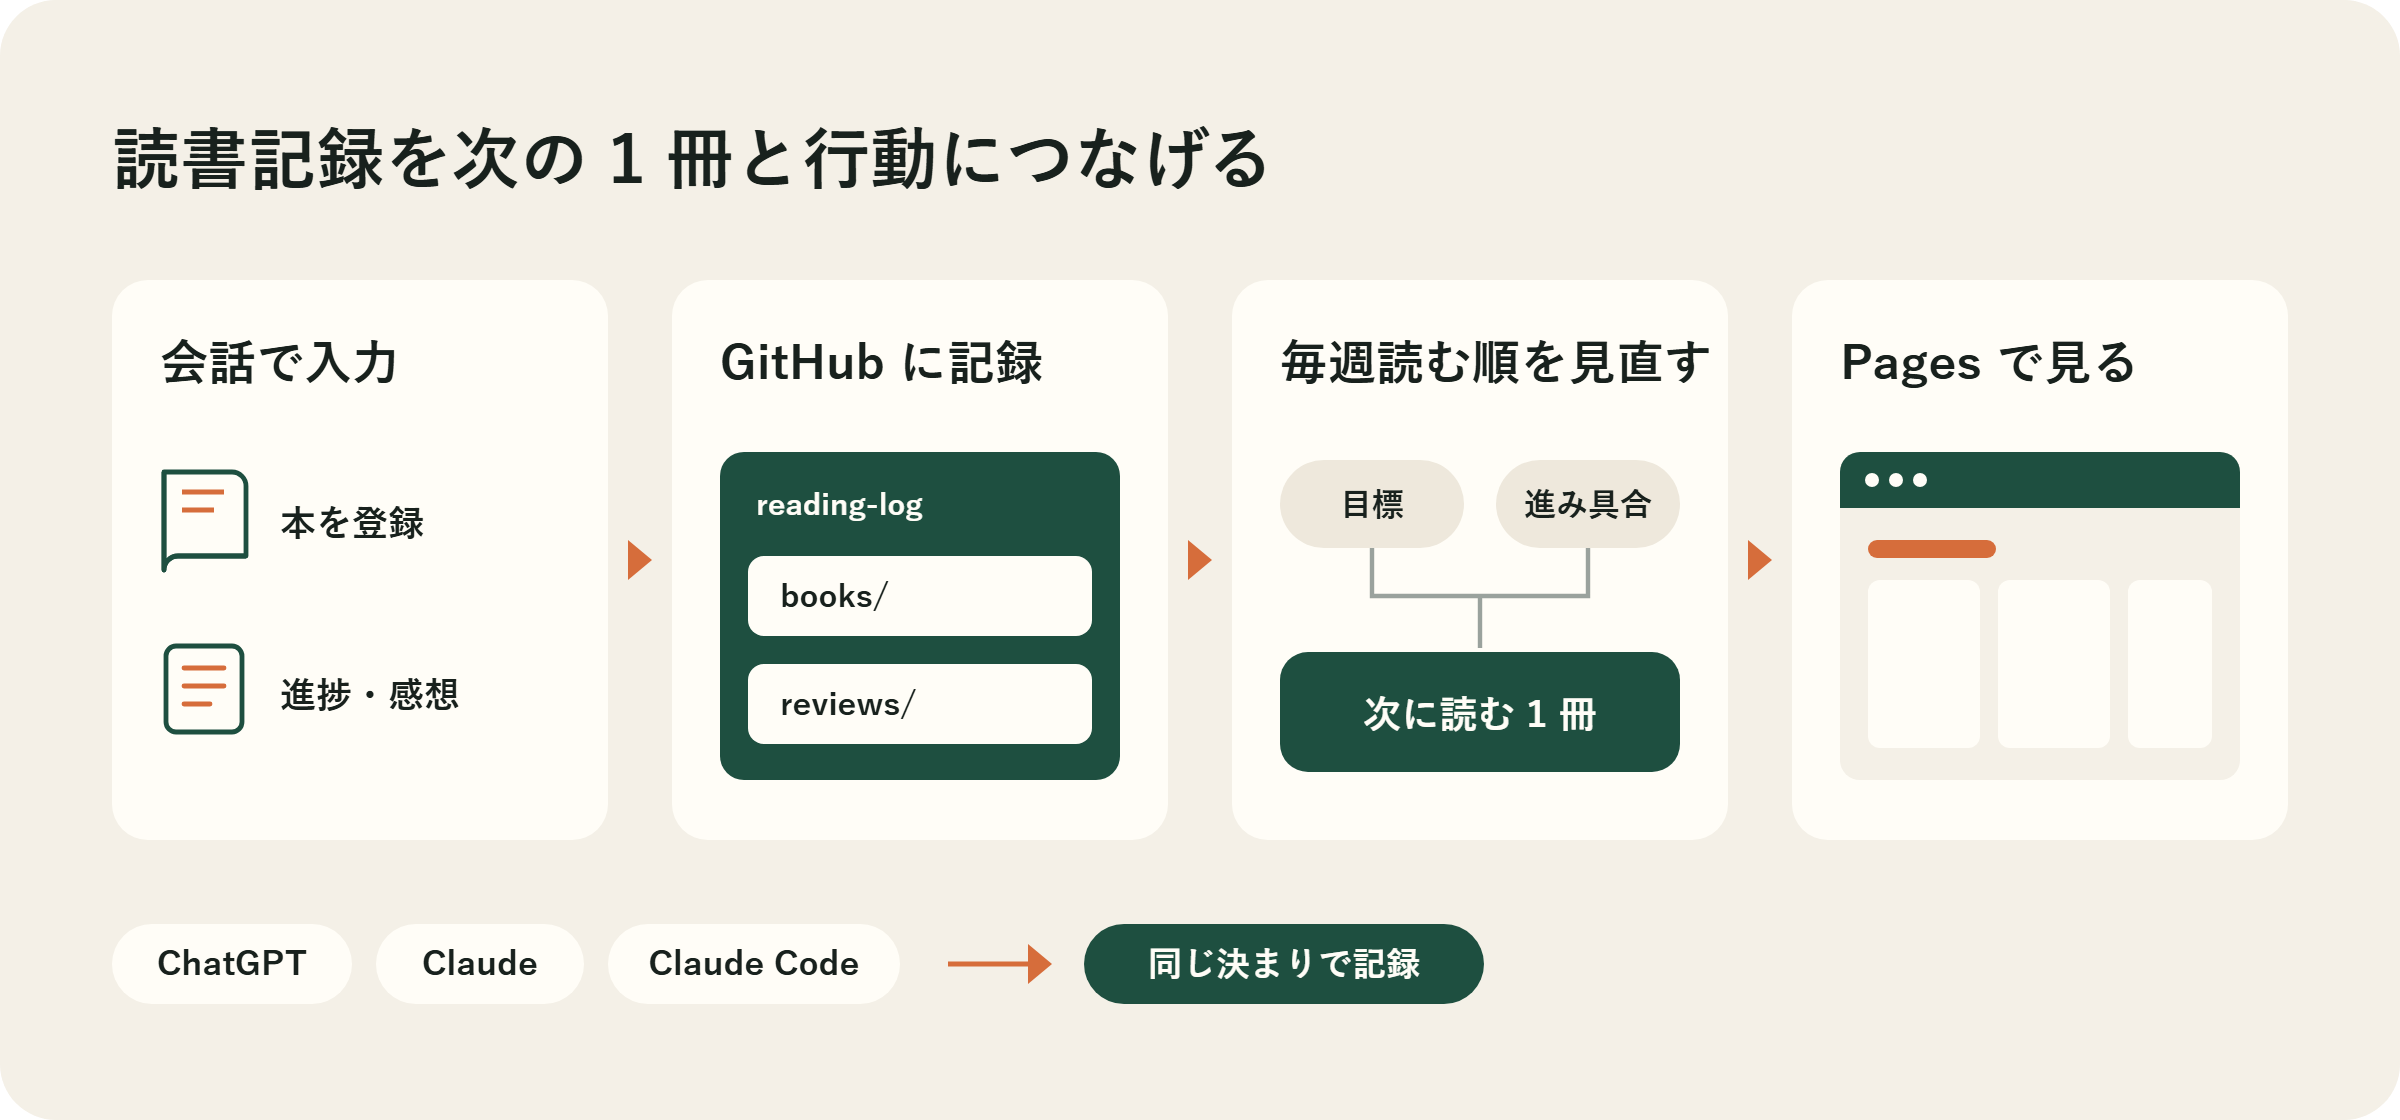 読書記録を次の 1 冊と行動につなげる
会話で入力
本を登録
進捗・感想
GitHub に記録
reading-log
books/
reviews/
毎週読む順を見直す
目標
進み具合
次に読む 1 冊
Pages で見る
ChatGPT
Claude
Claude Code
同じ決まりで記録